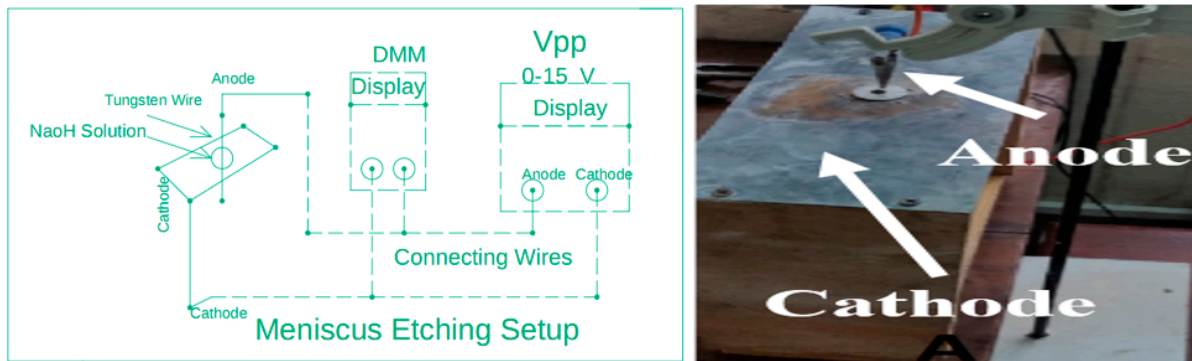 Vpp
DMM
0-15 V
Anode
Display
Display
Tungsten Wire
NaoH Solution
Cathode
Anode
Cathode
Connecting Wires
Cathode
Meniscus Etching Setup
Anode
Cathode
A